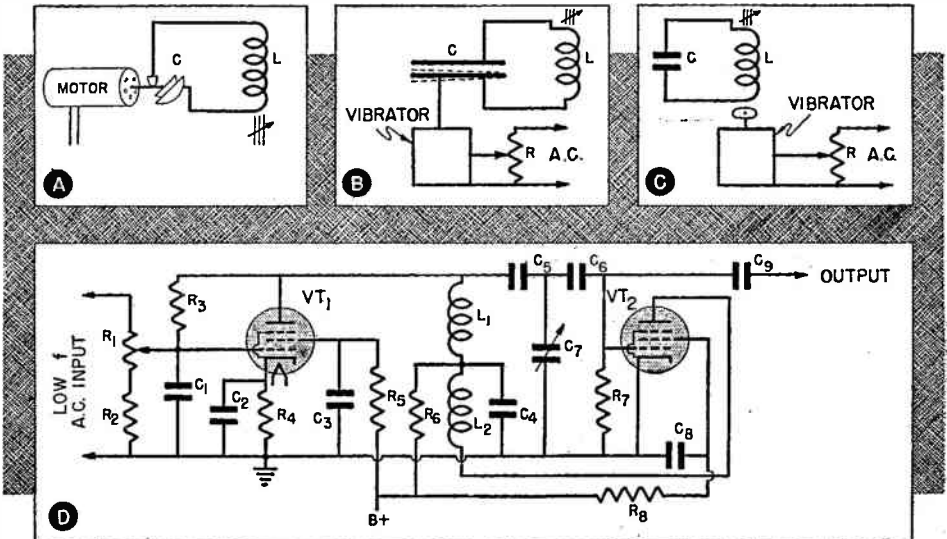 MOTOR
C
L
A
C
L
VIBRATOR
R
A.C.
B
C
L
VIBRATOR
R
A.C.
C
LOW f
A.C. INPUT
R1
R2
R3
C1
C2
VT1
R4
C3
R5
R6
L1
L2
C4
C5
C6
C7
R7
VT2
C8
C9
OUTPUT
R8
B+
D